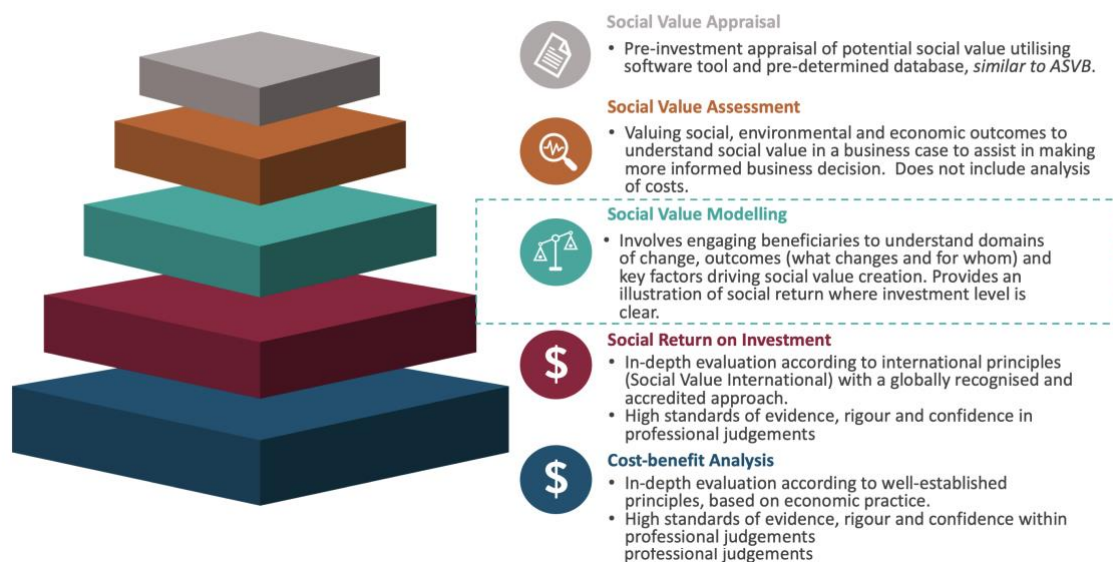 Social Value Appraisal
• Pre-investment appraisal of potential social value utilising
software tool and pre-determined database, similar to ASVB.
Social Value Assessment
• Valuing social, environmental and economic outcomes to
understand social value in a business case to assist in making
more informed business decision.  Does not include analysis
of costs.
Social Value Modelling
• Involves engaging beneficiaries to understand domains
of change, outcomes (what changes and for whom) and
key factors driving social value creation. Provides an
illustration of social return where investment level is
clear.
$
Social Return on Investment
• In-depth evaluation according to international principles
(Social Value International) with a globally recognised and
accredited approach.
• High standards of evidence, rigour and confidence in
professional judgements
$
Cost-benefit Analysis
• In-depth evaluation according to well-established
principles, based on economic practice.
• High standards of evidence, rigour and confidence within
professional judgements
professional judgements